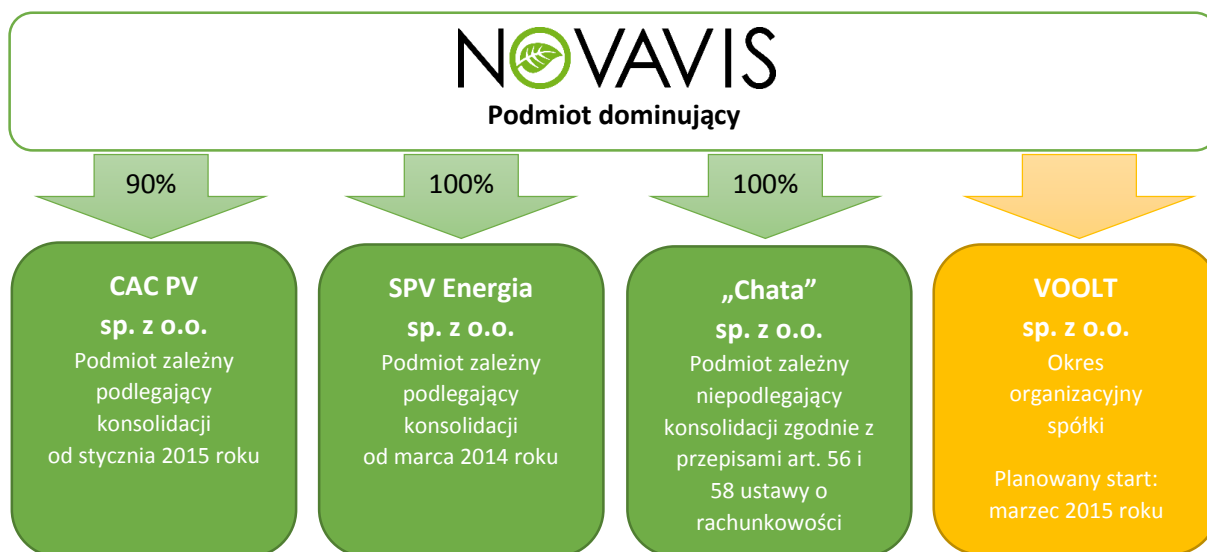 NOVAVIS
Podmiot dominujący
90%
100%
100%
CAC PV
sp. z o.o.
Podmiot zależny
podlegający
konsolidacji
od stycznia 2015 roku
SPV Energia
sp. z o.o.
Podmiot zależny
podlegający
konsolidacji
od marca 2014 roku
„Chata”
sp. z o.o.
Podmiot zależny
niepodlegający
konsolidacji zgodnie z
przepisami art. 56 i
58 ustawy o
rachunkowości
VOOLT
sp. z o.o.
Okres
organizacyjny
spółki
Planowany start:
marzec 2015 roku